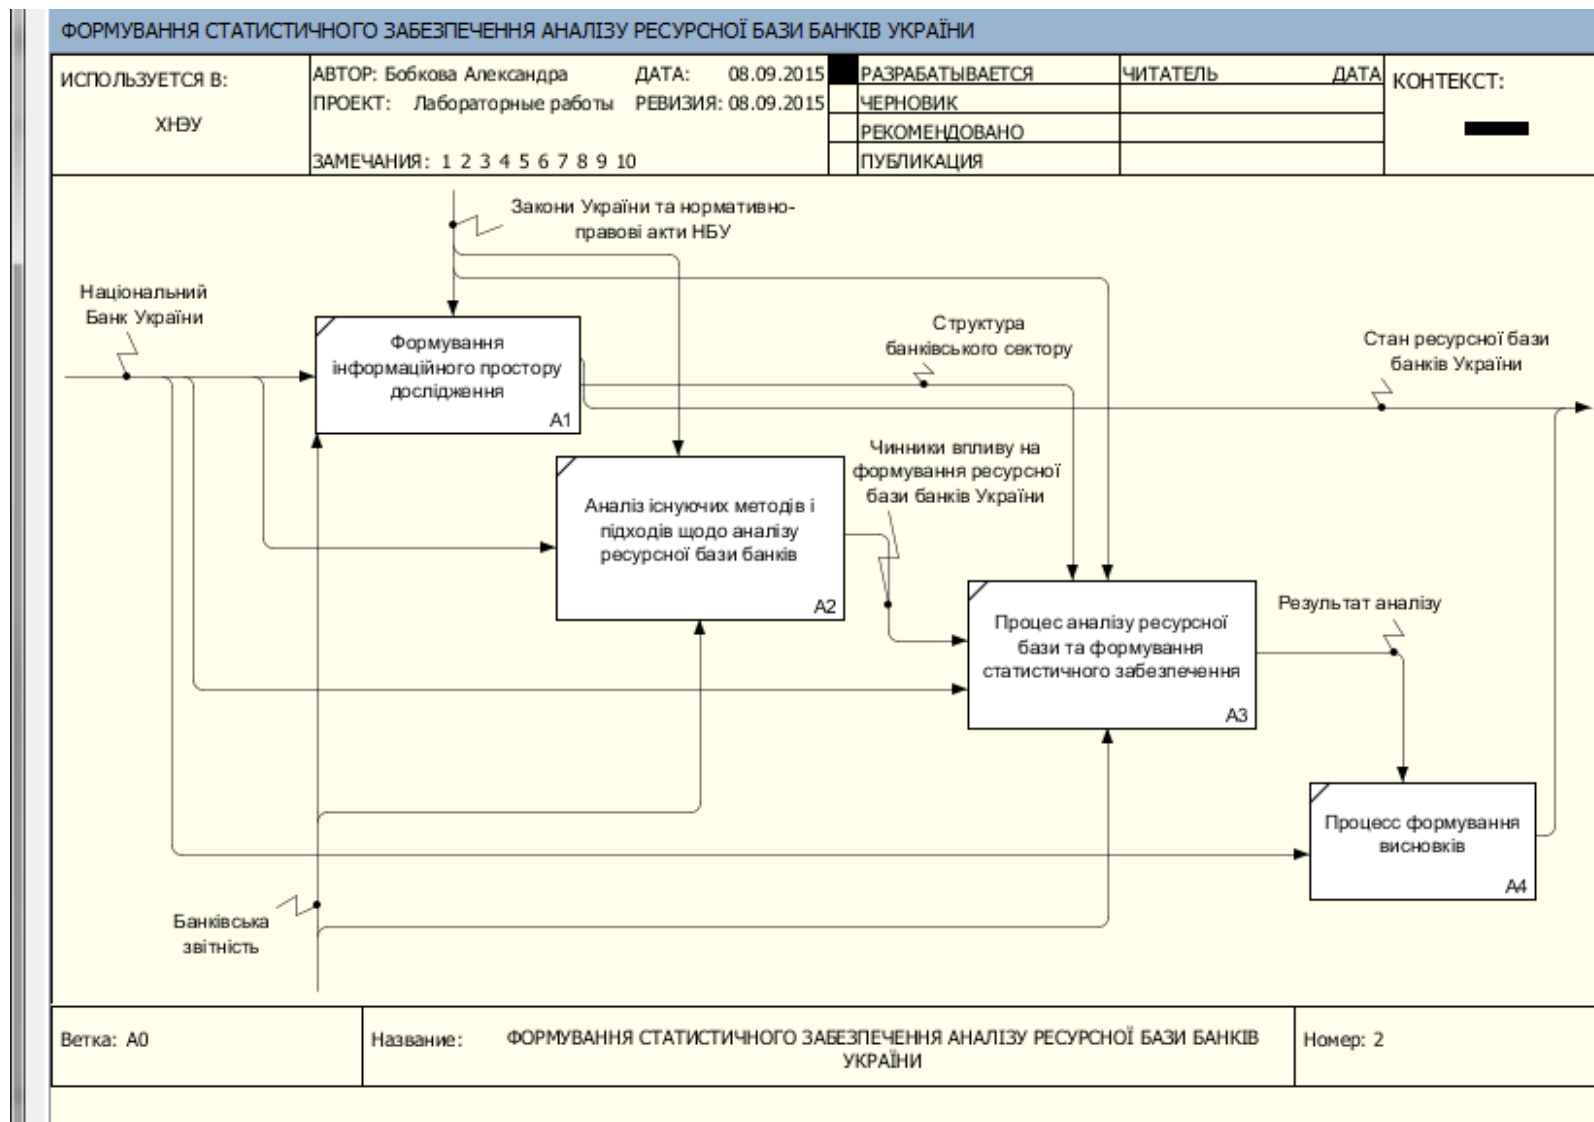 ФОРМУВАННЯ СТАТИСТИЧНОГО ЗАБЕЗПЕЧЕННЯ АНАЛІЗУ РЕСУРСНОЇ БАЗИ БАНКІВ УКРАЇНИ
ИСПОЛЬЗУЕТСЯ В:
ХНЭУ
АВТОР: Бобкова Александра ДАТА: 08.09.2015
ПРОЕКТ: Лабораторные работы РЕВИЗИЯ: 08.09.2015
ЗАМЕЧАНИЯ: 1 2 3 4 5 6 7 8 9 10
РАЗРАБАТЫВАЕТСЯ
ЧЕРНОВИК
РЕКОМЕНДОВАНО
ПУБЛИКАЦИЯ
ЧИТАТЕЛЬ ДАТА
КОНТЕКСТ:
Закони України та нормативно-
правові акти НБУ
Національний
Банк України
Формування
інформаційного простору
дослідження
A1
Структура
банківського сектору
Стан ресурсної бази
банків України
Чинники впливу на
формування ресурсної
бази банків України
Аналіз існуючих методів і
підходів щодо аналізу
ресурсної бази банків
A2
Процес аналізу ресурсної
бази та формування
статистичного забезпечення
A3
Результат аналізу
Процесс формування
висновків
A4
Банківська
звітність
Ветка: A0
Название: ФОРМУВАННЯ СТАТИСТИЧНОГО ЗАБЕЗПЕЧЕННЯ АНАЛІЗУ РЕСУРСНОЇ БАЗИ БАНКІВ
УКРАЇНИ
Номер: 2